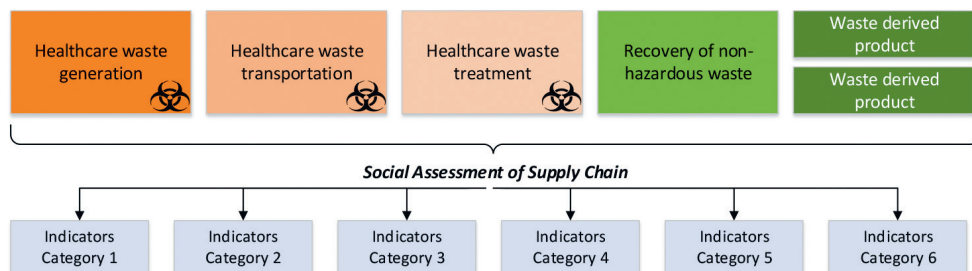 Healthcare waste
generation
Healthcare waste
transportation
Healthcare waste
treatment
Recovery of non-
hazardous waste
Waste derived
product
Waste derived
product
Social Assessment of Supply Chain
Indicators
Category 1
Indicators
Category 2
Indicators
Category 3
Indicators
Category 4
Indicators
Category 5
Indicators
Category 6